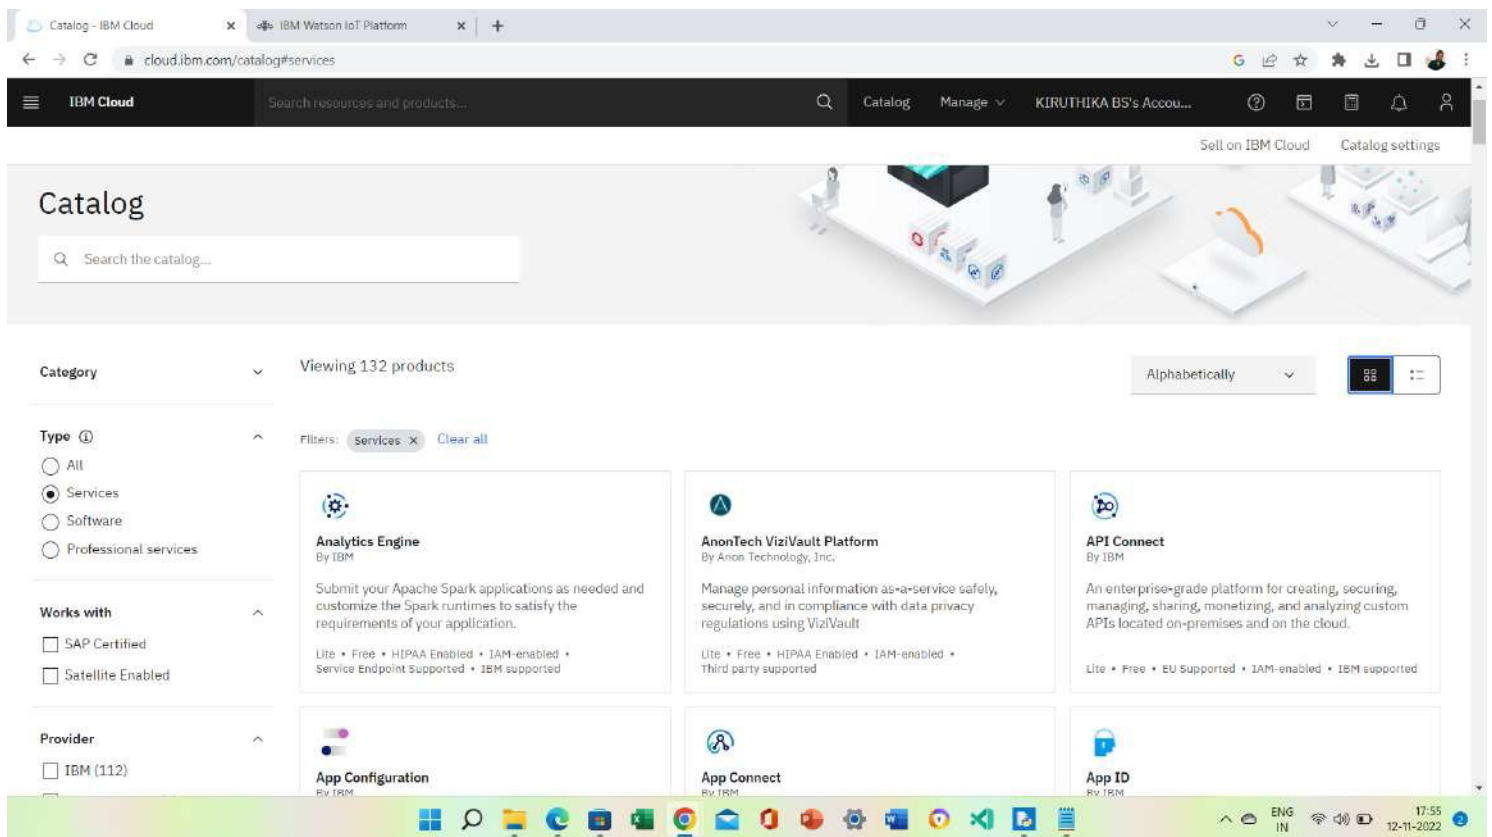 Catalog - IBM Cloud
IBM Watson IoT Platform
cloud.ibm.com/catalog#services
IBM Cloud
Search resources and products...
Catalog
Manage
KIRUTHIKA BS's Accou...
Sell on IBM Cloud
Catalog settings
Catalog
Search the catalog...
Category
Viewing 132 products
Alphabetically
Type
Filters: Services × Clear all
All
Services
Software
Professional services
Works with
SAP Certified
Satellite Enabled
Provider
IBM (112)
Analytics Engine
By IBM
Submit your Apache Spark applications as needed and
customize the Spark runtimes to satisfy the
requirements of your application.
Lite • Free • HIPAA Enabled • IAM-enabled •
Service Endpoint Supported • IBM supported
AnonTech ViziVault Platform
By Anon Technology, Inc.
Manage personal information as-a-service safely,
securely, and in compliance with data privacy
regulations using ViziVault
Lite • Free • HIPAA Enabled • IAM-enabled •
Third party supported
API Connect
By IBM
An enterprise-grade platform for creating, securing,
managing, sharing, monetizing, and analyzing custom
APIs located on-premises and on the cloud.
Lite • Free • EU Supported • IAM-enabled • IBM supported
App Configuration
By IBM
App Connect
By IBM
App ID
By IBM
ENG
IN
17:55
12-11-2022
2